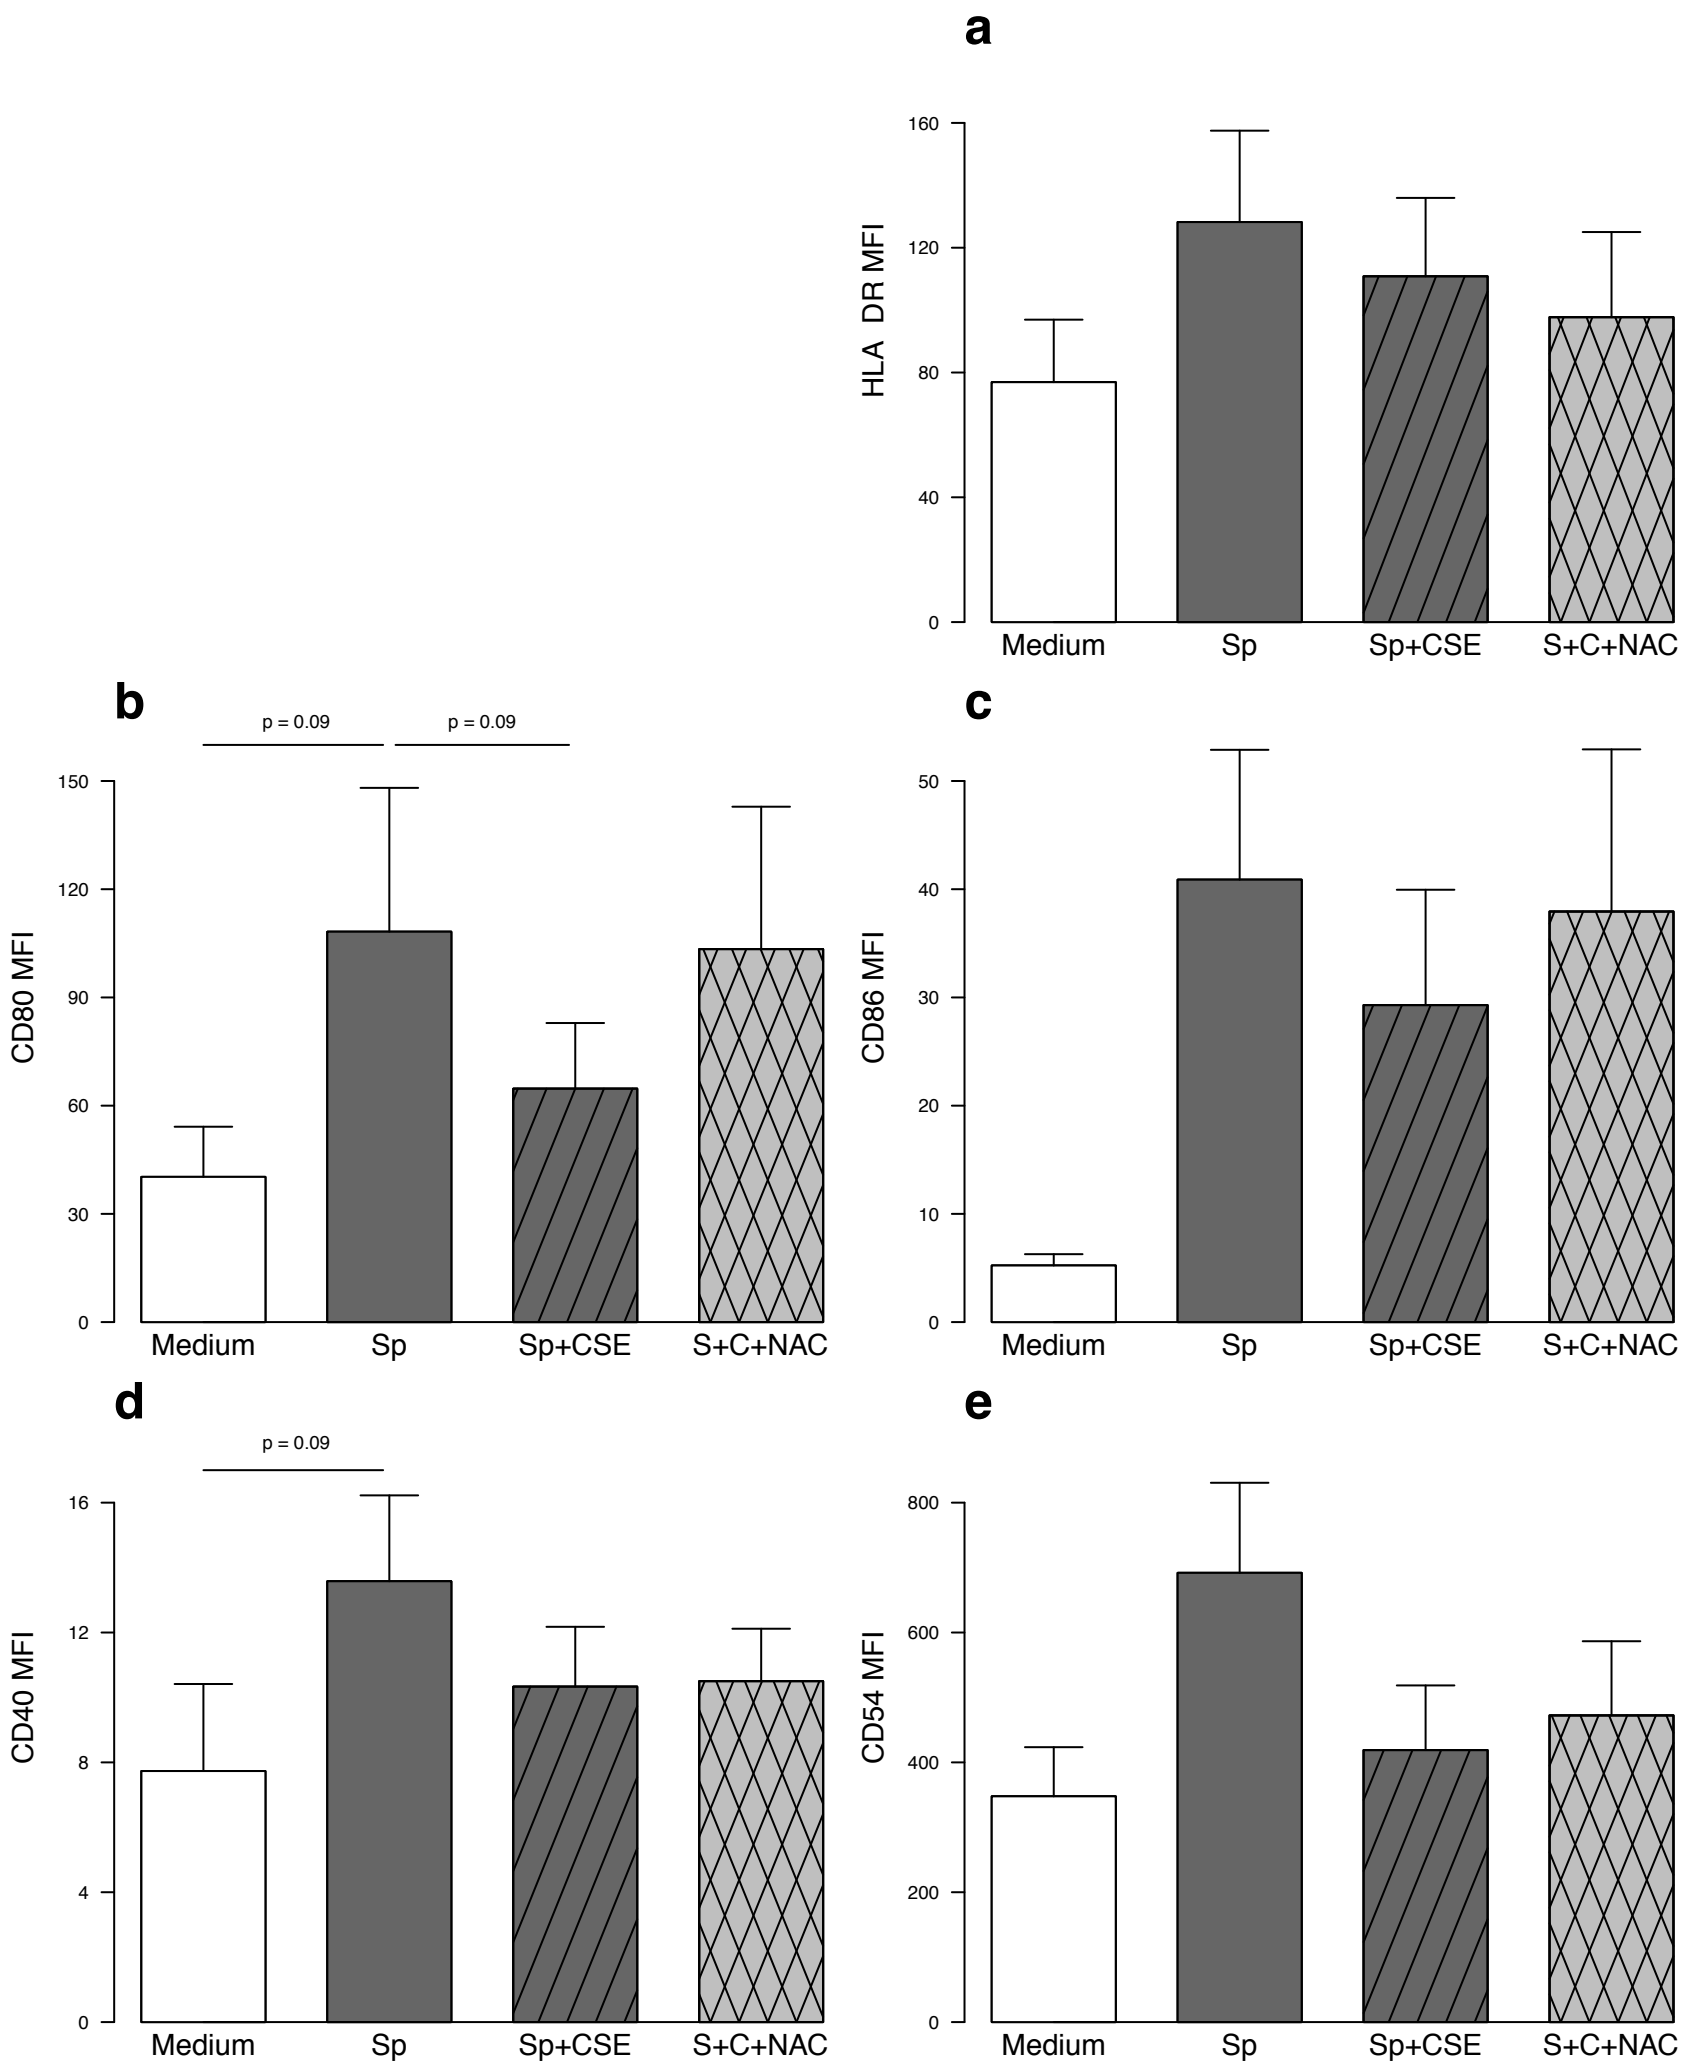 a
HLA DR MFI
160
120
80
40
0
Medium Sp Sp+CSE S+C+NAC
b
p = 0.09 p = 0.09
CD80 MFI
150
120
90
60
30
0
Medium Sp Sp+CSE S+C+NAC
c
CD86 MFI
50
40
30
20
10
0
Medium Sp Sp+CSE S+C+NAC
d
p = 0.09
CD40 MFI
16
12
8
4
0
Medium Sp Sp+CSE S+C+NAC
e
CD54 MFI
800
600
400
200
0
Medium Sp Sp+CSE S+C+NAC